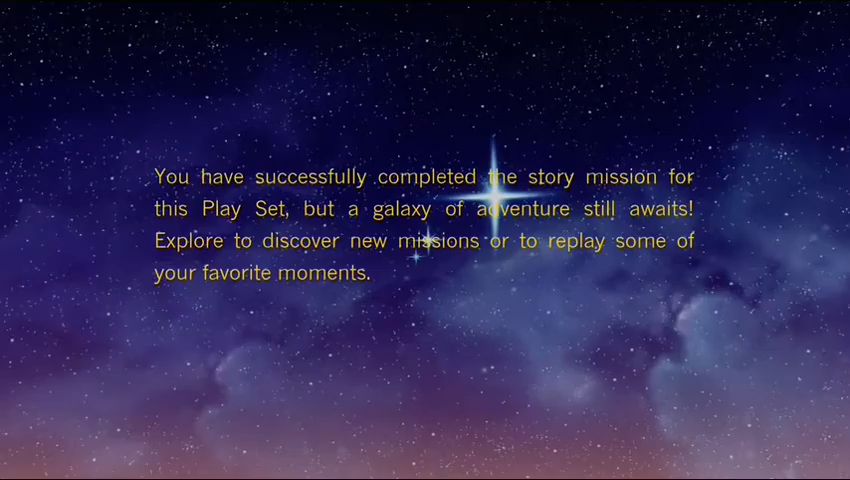 You have successfully completed the story mission for
this Play Set, but a galaxy of adventure still awaits!
Explore to discover new missions or to replay some of
your favorite moments.